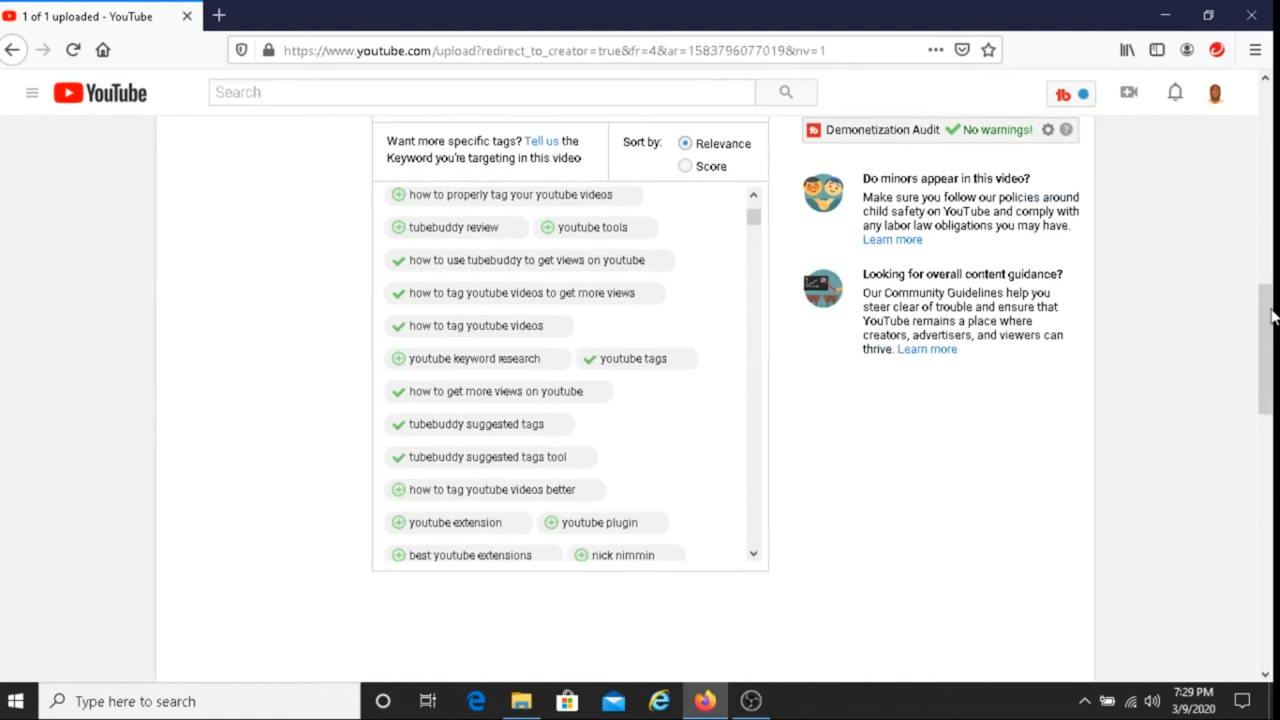 1 of 1 uploaded - YouTube
https://www.youtube.com/upload?redirect_to_creator=true&fr=4&ar=1583796077019&nv=1
YouTube
Search
tb
Want more specific tags? Tell us the
Keyword you're targeting in this video
Sort by:
Relevance
Score
how to properly tag your youtube videos
tubebuddy review
youtube tools
how to use tubebuddy to get views on youtube
how to tag youtube videos to get more views
how to tag youtube videos
youtube keyword research
youtube tags
how to get more views on youtube
tubebuddy suggested tags
tubebuddy suggested tags tool
how to tag youtube videos better
youtube extension
youtube plugin
best youtube extensions
nick nimmin
tb Demonetization Audit No warnings!
Do minors appear in this video?
Make sure you follow our policies around
child safety on YouTube and comply with
any labor law obligations you may have.
Learn more
Looking for overall content guidance?
Our Community Guidelines help you
steer clear of trouble and ensure that
YouTube remains a place where
creators, advertisers, and viewers can
thrive. Learn more
Type here to search
7:29 PM
3/9/2020